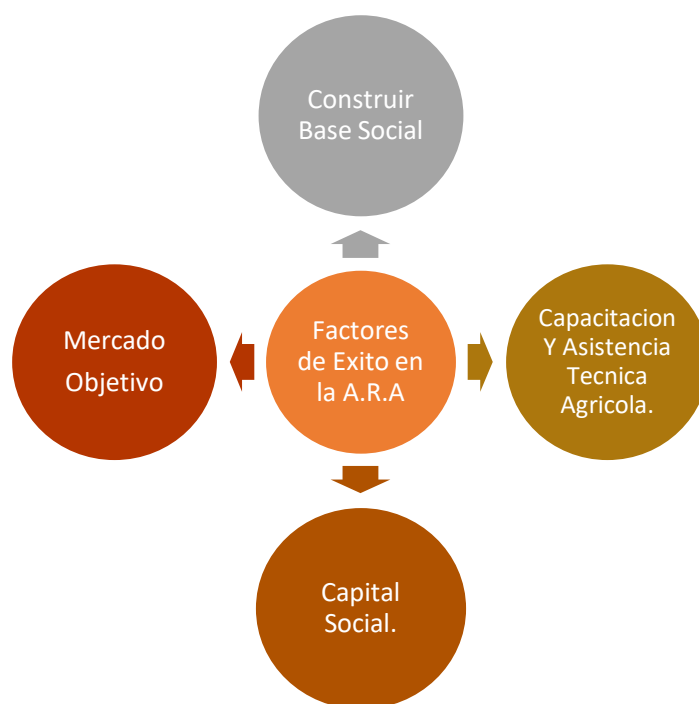 Construir
Base Social
Mercado
Objetivo
Factores
de Exito en
la A.R.A
Capacitacion
Y Asistencia
Tecnica
Agricola.
Capital
Social.